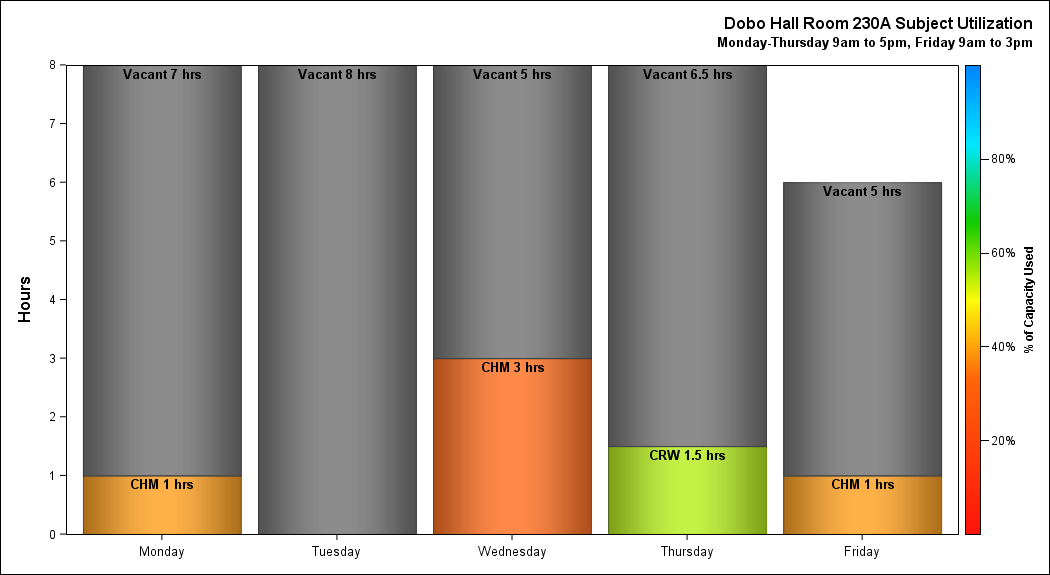 Dobo Hall Room 230A Subject Utilization
Monday-Thursday 9am to 5pm, Friday 9am to 3pm
Hours
8
7
6
5
4
3
2
1
0
Vacant 7 hrs
CHM 1 hrs
Vacant 8 hrs
Vacant 5 hrs
CHM 3 hrs
Vacant 6.5 hrs
CRW 1.5 hrs
Vacant 5 hrs
CHM 1 hrs
Monday
Tuesday
Wednesday
Thursday
Friday
80%
60%
40%
20%
% of Capacity Used